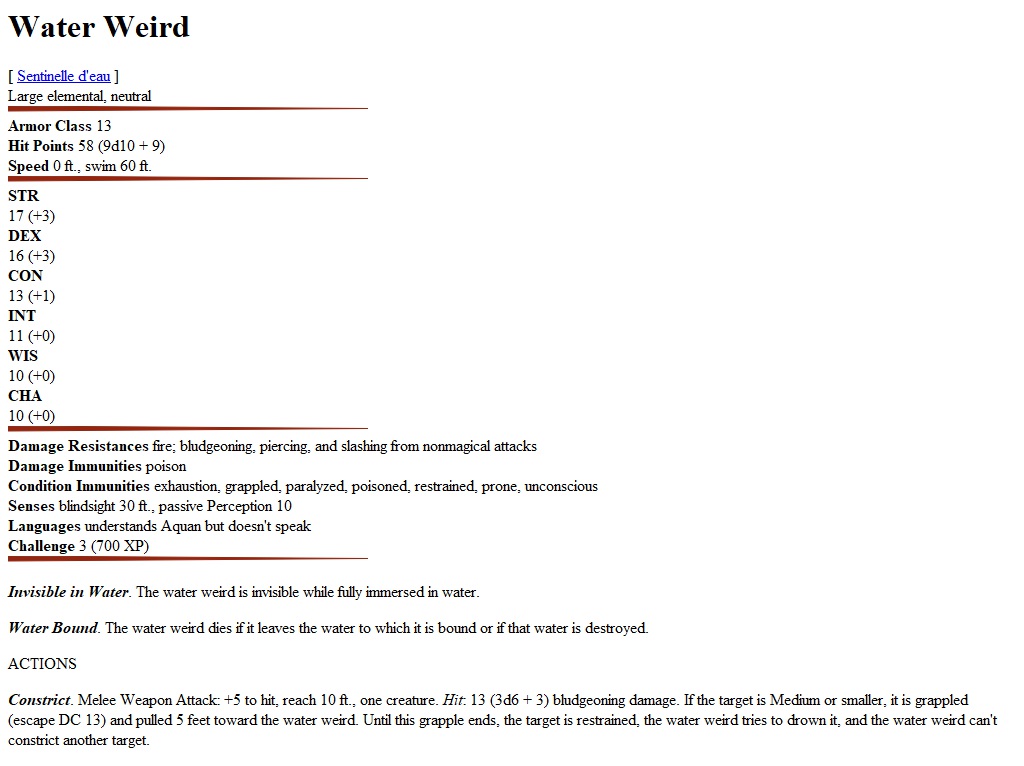 Water Weird
[ Sentinelle d'eau ]
Large elemental, neutral
Armor Class 13
Hit Points 58 (9d10 + 9)
Speed 0 ft., swim 60 ft.
STR
17 (+3)
DEX
16 (+3)
CON
13 (+1)
INT
11 (+0)
WIS
10 (+0)
CHA
10 (+0)
Damage Resistances fire; bludgeoning, piercing, and slashing from nonmagical attacks
Damage Immunities poison
Condition Immunities exhaustion, grappled, paralyzed, poisoned, restrained, prone, unconscious
Senses blindsight 30 ft., passive Perception 10
Languages understands Aquan but doesn't speak
Challenge 3 (700 XP)
Invisible in Water. The water weird is invisible while fully immersed in water.
Water Bound. The water weird dies if it leaves the water to which it is bound or if that water is destroyed.
ACTIONS
Constrict. Melee Weapon Attack: +5 to hit, reach 10 ft., one creature. Hit: 13 (3d6 + 3) bludgeoning damage. If the target is Medium or smaller, it is grappled
(escape DC 13) and pulled 5 feet toward the water weird. Until this grapple ends, the target is restrained, the water weird tries to drown it, and the water weird can't
constrict another target.